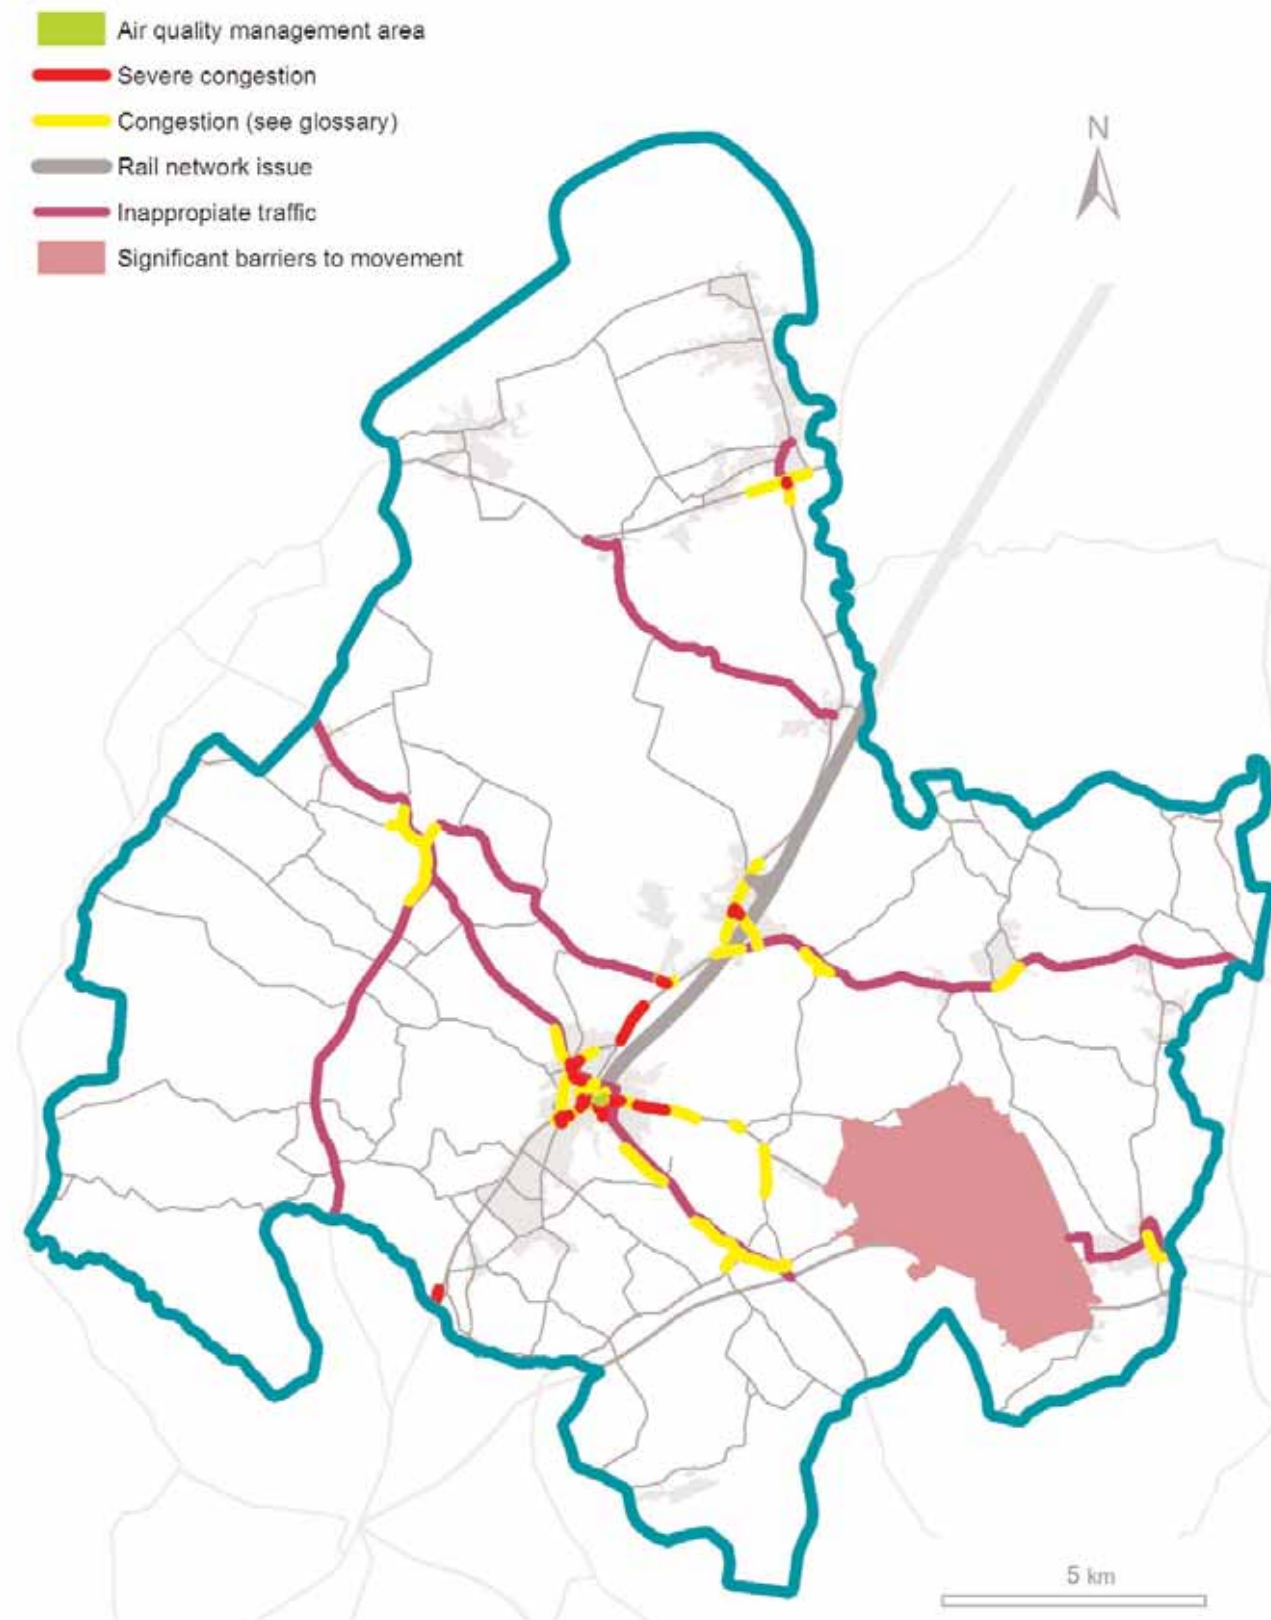 Air quality management area
Severe congestion
Congestion (see glossary)
Rail network issue
Inappropiate traffic
Significant barriers to movement
N
5 km